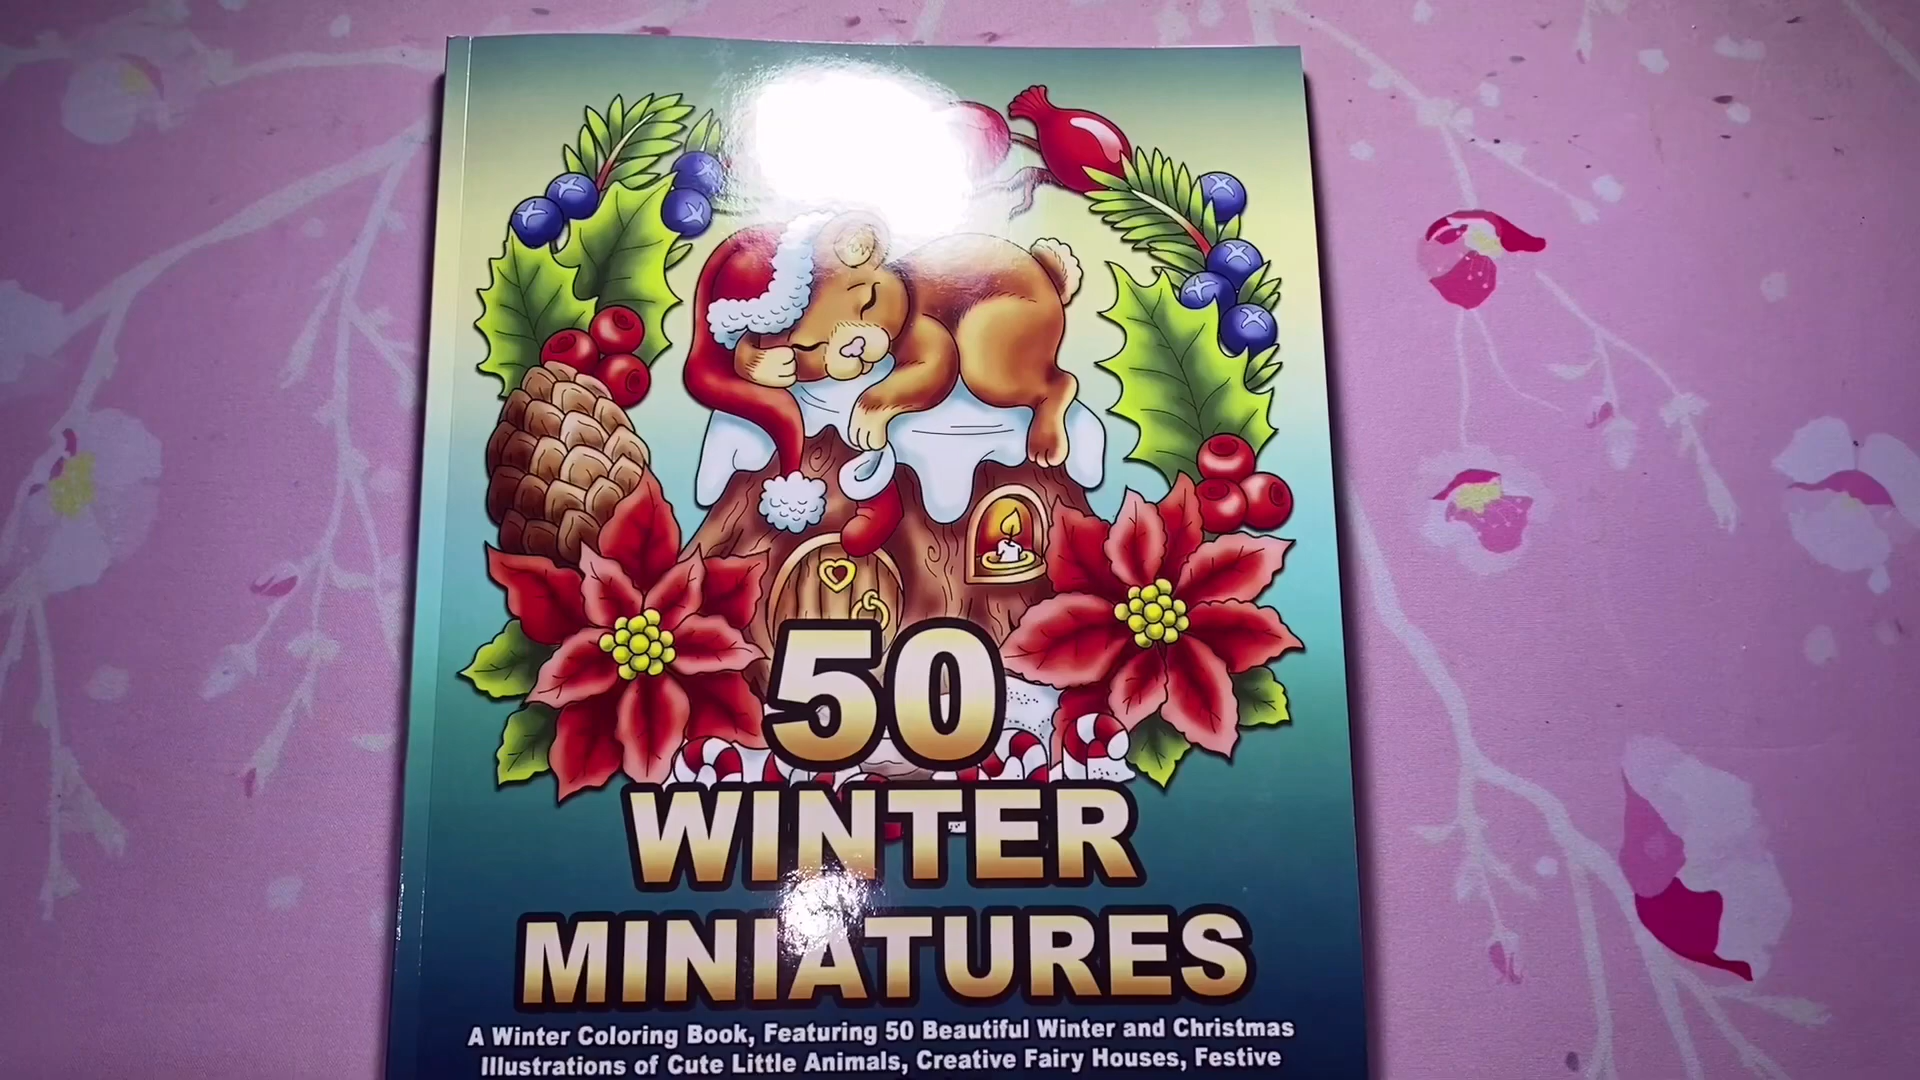 50
WINTER
MINIATURES
A Winter Coloring Book, Featuring 50 Beautiful Winter and Christmas
Illustrations of Cute Little Animals, Creative Fairy Houses, Festive